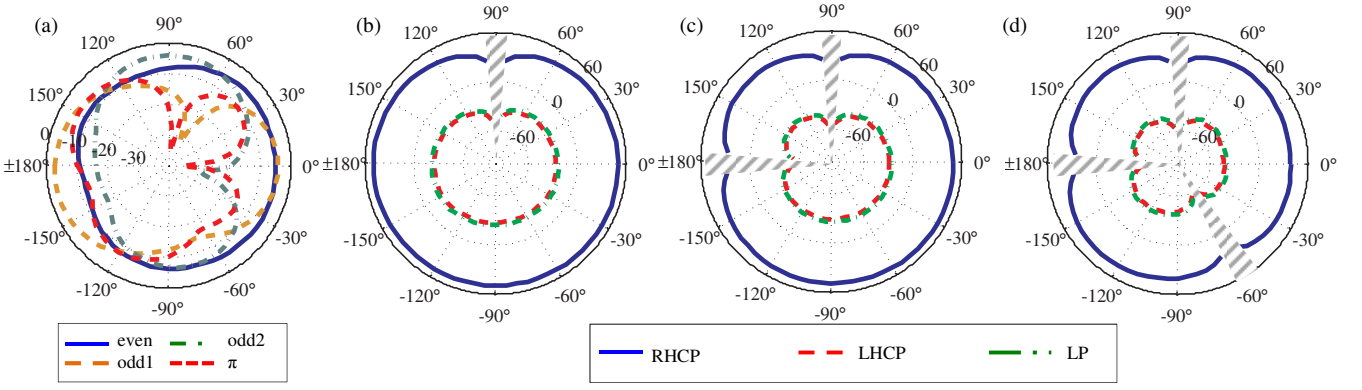 (a) 90° (b) 90° (c) 90° (d) 90°
120° 60° 120° 60° 120° 60° 120° 60°
150° 30° 150° 30° 150° 30° 150° 30°
0 -10 -20 -30 60 0 -60 60 0 -60 60 0 -60
±180° 0° ±180° 0° ±180° 0° ±180° 0°
-150° -30° -150° -30° -150° -30° -150° -30°
-120° -60° -120° -60° -120° -60° -120° -60°
-90° -90° -90° -90°
even odd2
odd1 π
RHCP LHCP LP